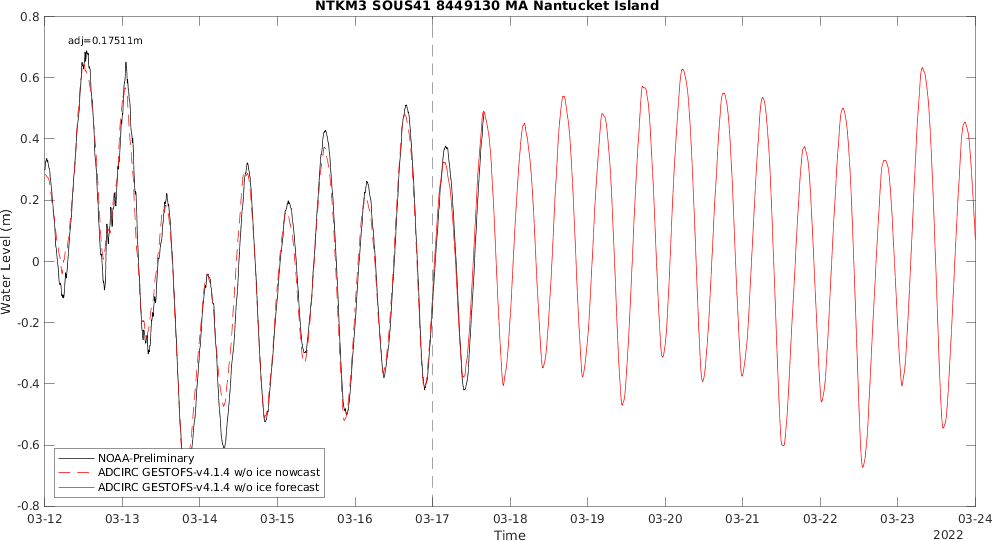 NTKM3 SOUS41 8449130 MA Nantucket Island
adj=0.17511m
0.8
0.6
0.4
0.2
0
-0.2
-0.4
-0.6
-0.8
Water Level (m)
NOAA-Preliminary
ADCIRC GESTOFS-v4.1.4 w/o ice nowcast
ADCIRC GESTOFS-v4.1.4 w/o ice forecast
03-12 03-13 03-14 03-15 03-16 03-17 03-18 03-19 03-20 03-21 03-22 03-23 03-24
Time
2022